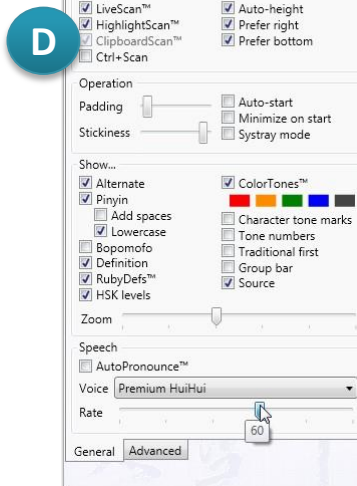 LiveScan™ Auto-height
D HighlightScan™ Prefer right
ClipboardScan™ Prefer bottom
Ctrl+Scan
Operation
Padding Auto-start
Minimize on start
Stickiness Systray mode
Show...
Alternate ColorTones™
Pinyin
Add spaces Character tone marks
Lowercase Tone numbers
Bopomofo Traditional first
Definition Group bar
RubyDefs™ Source
HSK levels
Zoom
Speech
AutoPronounce™
Voice Premium HuiHui
Rate
60
General Advanced